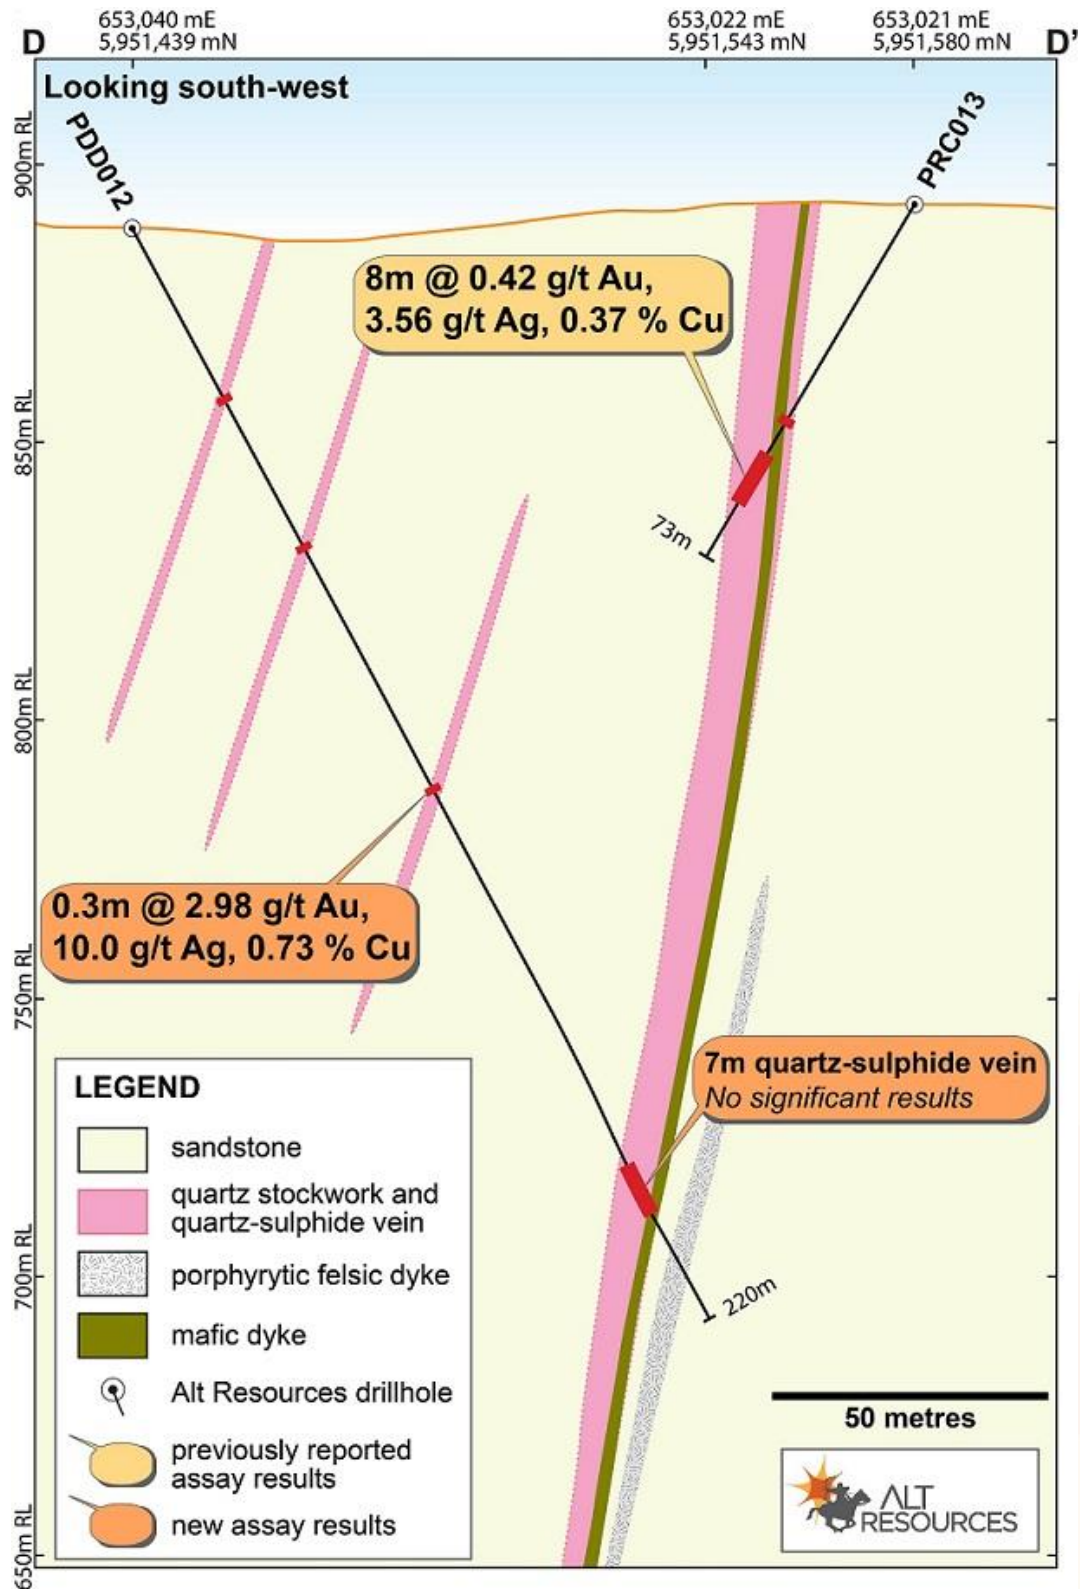 653,040 mE
5,951,439 mN
653,022 mE
5,951,543 mN
653,021 mE
5,951,580 mN
D
D'
Looking south-west
PDD012
PRC013
900m RL
850m RL
800m RL
750m RL
700m RL
650m RL
8m @ 0.42 g/t Au,
3.56 g/t Ag, 0.37 % Cu
73m
0.3m @ 2.98 g/t Au,
10.0 g/t Ag, 0.73 % Cu
7m quartz-sulphide vein
No significant results
220m
LEGEND
sandstone
quartz stockwork and
quartz-sulphide vein
porphyrytic felsic dyke
mafic dyke
Alt Resources drillhole
previously reported
assay results
new assay results
50 metres
ALT
RESOURCES